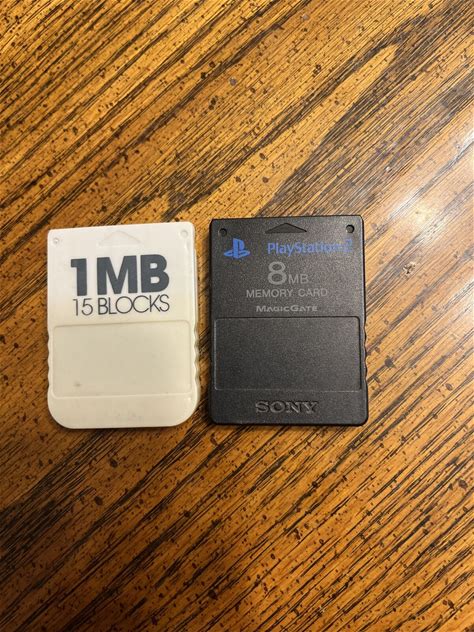 1MB
15 BLOCKS
PlayStation 2
8MB
MEMORY CARD
MAGICGATE
SONY